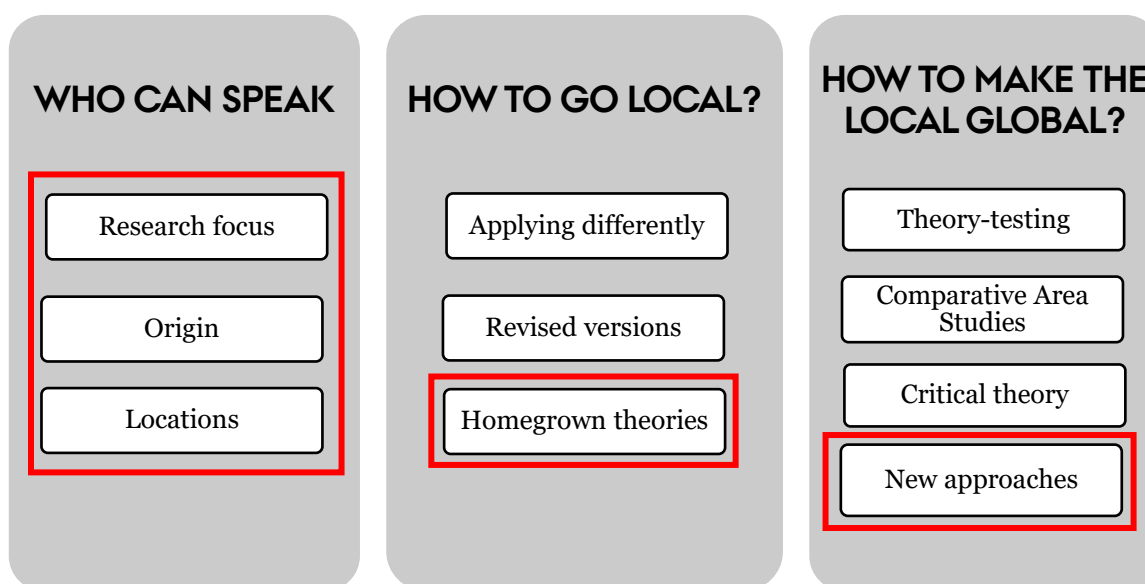 WHO CAN SPEAK
Research focus
Origin
Locations
HOW TO GO LOCAL?
Applying differently
Revised versions
Homegrown theories
HOW TO MAKE THE
LOCAL GLOBAL?
Theory-testing
Comparative Area
Studies
Critical theory
New approaches